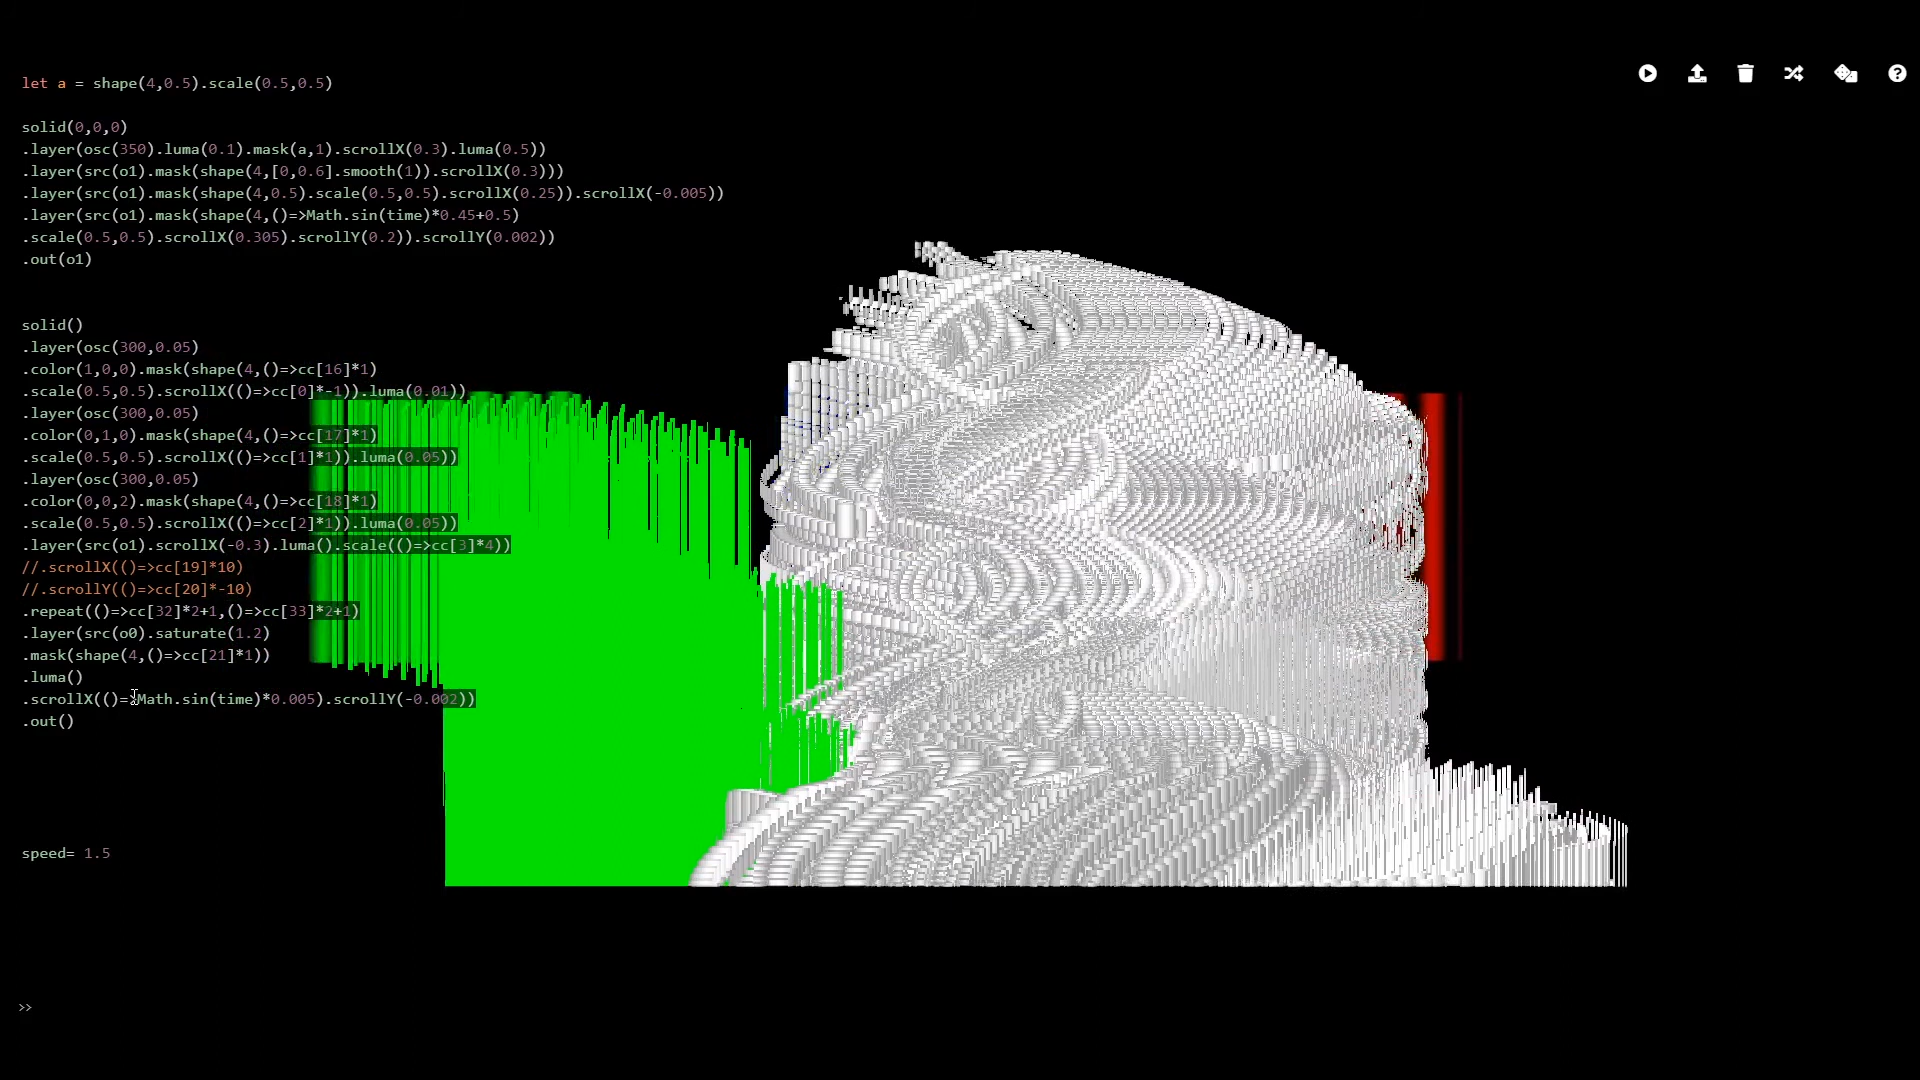 let a = shape(4,0.5).scale(0.5,0.5)
solid(0,0,0)
.layer(osc(350).luma(0.1).mask(a,1).scrollX(0.3).luma(0.5))
.layer(src(o1).mask(shape(4,[0,0.6].smooth(1)).scrollX(0.3)))
.layer(src(o1).mask(shape(4,0.5).scale(0.5,0.5).scrollX(0.25)).scrollX(-0.005))
.layer(src(o1).mask(shape(4,()=>Math.sin(time)*0.45+0.5)
.scale(0.5,0.5).scrollX(0.305).scrollY(0.2)).scrollY(0.002))
.out(o1)
solid()
.layer(osc(300,0.05)
.color(1,0,0).mask(shape(4,()=>cc[16]*1)
.scale(0.5,0.5).scrollX(()=>cc[0]*-1)).luma(0.01))
.layer(osc(300,0.05)
.color(0,1,0).mask(shape(4,()=>cc[17]*1)
.scale(0.5,0.5).scrollX(()=>cc[1]*1)).luma(0.05))
.layer(osc(300,0.05)
.color(0,0,2).mask(shape(4,()=>cc[18]*1)
.scale(0.5,0.5).scrollX(()=>cc[2]*1)).luma(0.05))
.layer(src(o1).scrollX(-0.3).luma().scale(()=>cc[3]*4))
//.scrollX(()=>cc[19]*10)
//.scrollY(()=>cc[20]*-10)
.repeat(()=>cc[32]*2+1,()=>cc[33]*2+1)
.layer(src(o0).saturate(1.2)
.mask(shape(4,()=>cc[21]*1))
.luma()
.scrollX(()=>Math.sin(time)*0.005).scrollY(-0.002))
.out()
speed= 1.5
>>